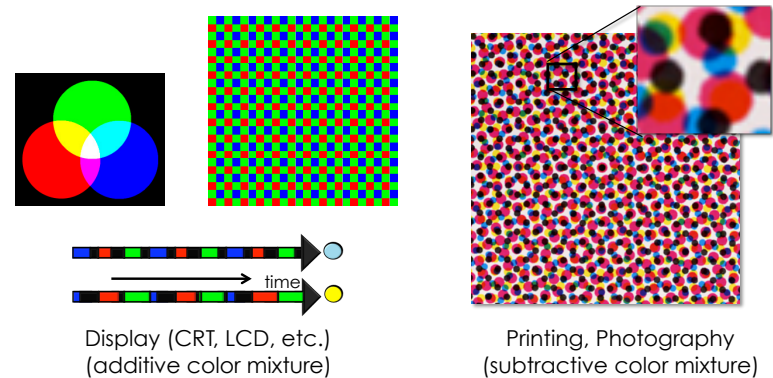 time
Display (CRT, LCD, etc.)
(additive color mixture)
Printing, Photography
(subtractive color mixture)